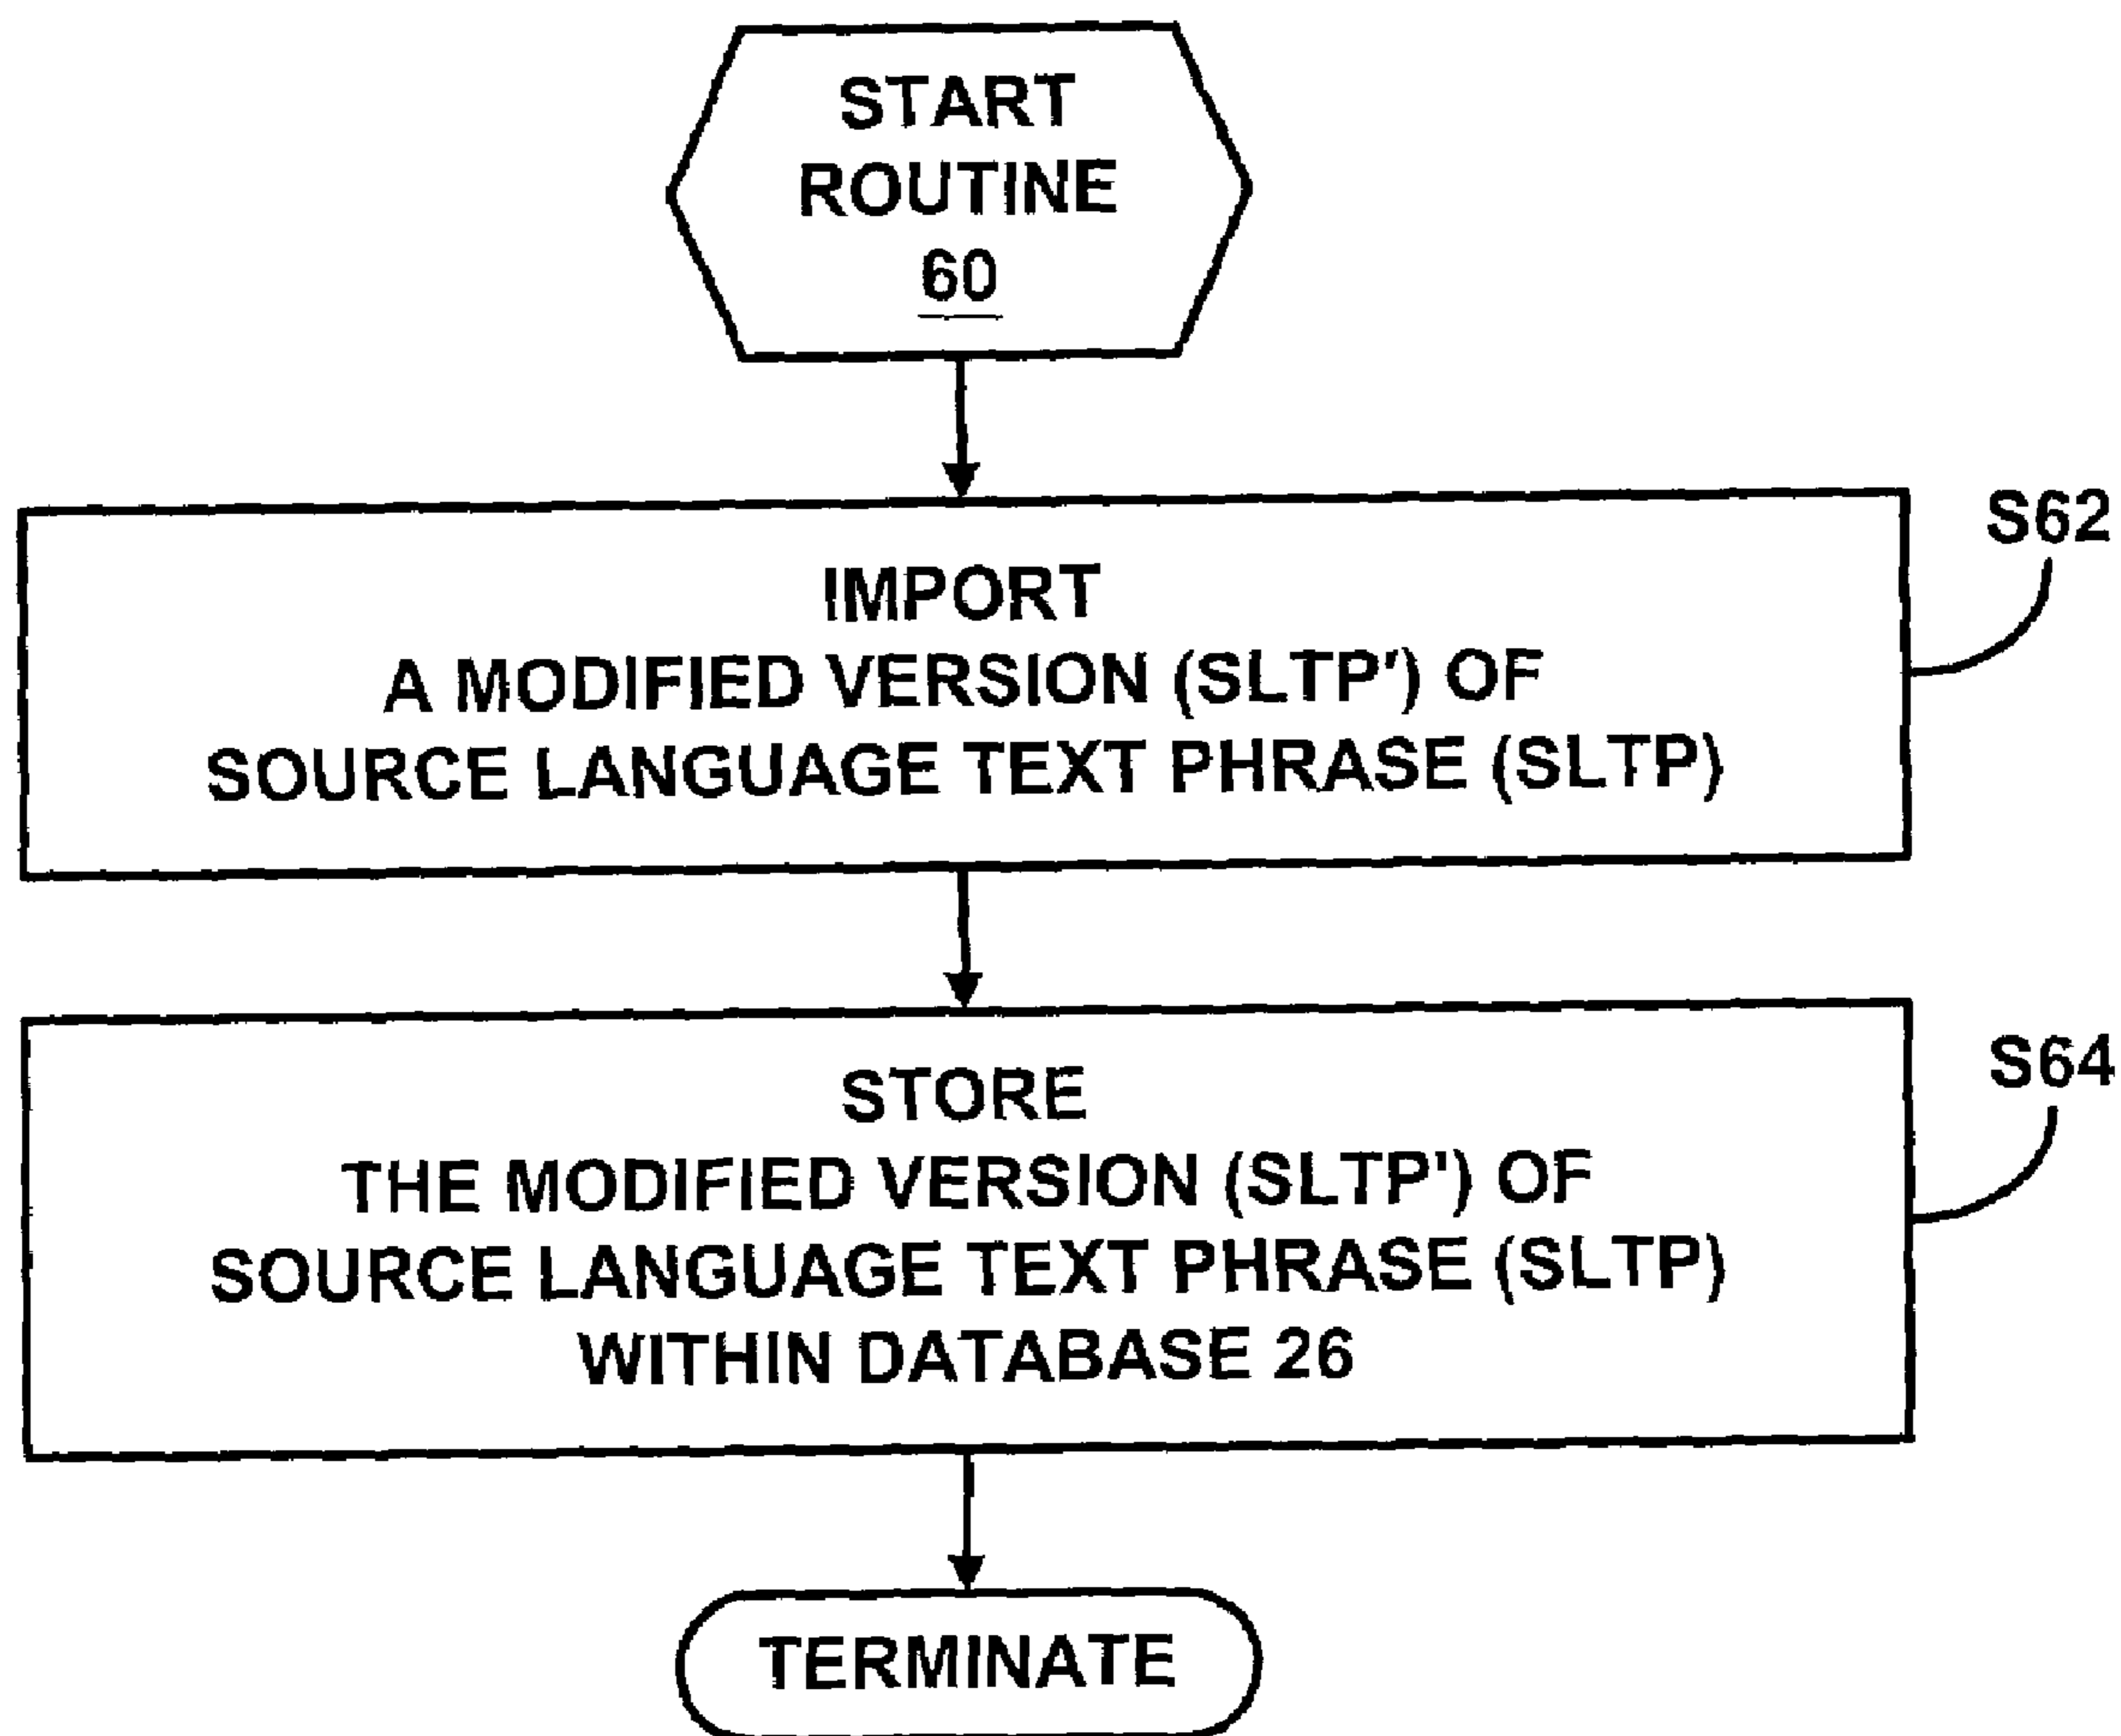 START
ROUTINE
60
S62
IMPORT
A MODIFIED VERSION (SLTP') OF
SOURCE LANGUAGE TEXT PHRASE (SLTP)
S64
STORE
THE MODIFIED VERSION (SLTP') OF
SOURCE LANGUAGE TEXT PHRASE (SLTP)
WITHIN DATABASE 26
TERMINATE